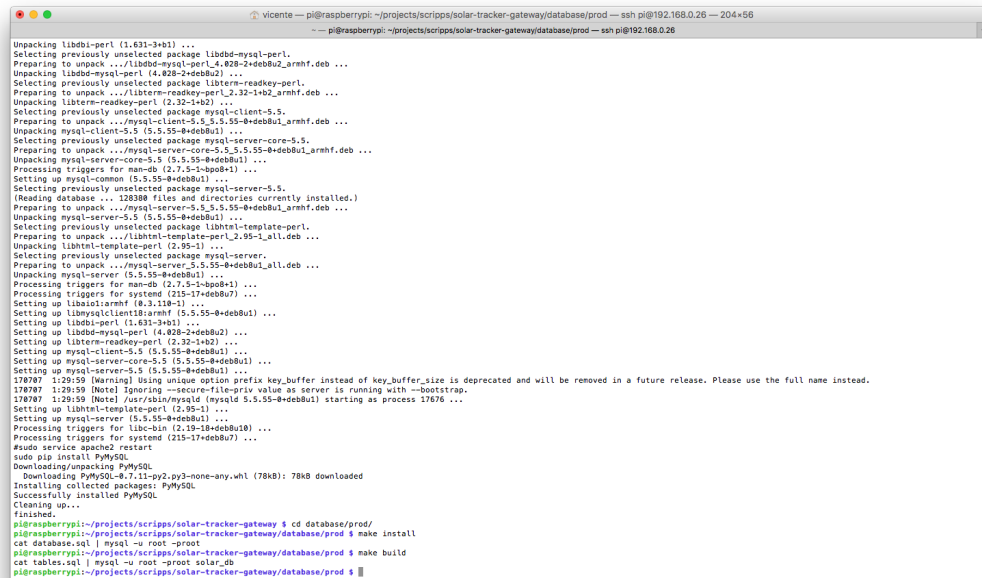 vicente — pi@raspberrypi: ~/projects/scripps/solar-tracker-gateway/database/prod — ssh pi@192.168.0.26 — 204×56
~ — pi@raspberrypi: ~/projects/scripps/solar-tracker-gateway/database/prod — ssh pi@192.168.0.26
Unpacking libdbi-perl (1.631-3+b1) ...
Selecting previously unselected package libdbd-mysql-perl.
Preparing to unpack .../libdbd-mysql-perl_4.028-2+deb8u2_armhf.deb ...
Unpacking libdbd-mysql-perl (4.028-2+deb8u2) ...
Selecting previously unselected package libterm-readkey-perl.
Preparing to unpack .../libterm-readkey-perl_2.32-1+b2_armhf.deb ...
Unpacking libterm-readkey-perl (2.32-1+b2) ...
Selecting previously unselected package mysql-client-5.5.
Preparing to unpack .../mysql-client-5.5_5.5.55-0+deb8u1_armhf.deb ...
Unpacking mysql-client-5.5 (5.5.55-0+deb8u1) ...
Selecting previously unselected package mysql-server-core-5.5.
Preparing to unpack .../mysql-server-core-5.5_5.5.55-0+deb8u1_armhf.deb ...
Unpacking mysql-server-core-5.5 (5.5.55-0+deb8u1) ...
Processing triggers for man-db (2.7.5-1~bpo8+1) ...
Setting up mysql-common (5.5.55-0+deb8u1) ...
Selecting previously unselected package mysql-server-5.5.
(Reading database ... 128380 files and directories currently installed.)
Preparing to unpack .../mysql-server-5.5_5.5.55-0+deb8u1_armhf.deb ...
Unpacking mysql-server-5.5 (5.5.55-0+deb8u1) ...
Selecting previously unselected package libhtml-template-perl.
Preparing to unpack .../libhtml-template-perl_2.95-1_all.deb ...
Unpacking libhtml-template-perl (2.95-1) ...
Selecting previously unselected package mysql-server.
Preparing to unpack .../mysql-server_5.5.55-0+deb8u1_all.deb ...
Unpacking mysql-server (5.5.55-0+deb8u1) ...
Processing triggers for man-db (2.7.5-1~bpo8+1) ...
Processing triggers for systemd (215-17+deb8u7) ...
Setting up libaio1:armhf (0.3.110-1) ...
Setting up libmysqlclient18:armhf (5.5.55-0+deb8u1) ...
Setting up libdbi-perl (1.631-3+b1) ...
Setting up libdbd-mysql-perl (4.028-2+deb8u2) ...
Setting up libterm-readkey-perl (2.32-1+b2) ...
Setting up mysql-client-5.5 (5.5.55-0+deb8u1) ...
Setting up mysql-server-core-5.5 (5.5.55-0+deb8u1) ...
Setting up mysql-server-5.5 (5.5.55-0+deb8u1) ...
170707  1:29:59 [Warning] Using unique option prefix key_buffer instead of key_buffer_size is deprecated and will be removed in a future release. Please use the full name instead.
170707  1:29:59 [Note] Ignoring --secure-file-priv value as server is running with --bootstrap.
170707  1:29:59 [Note] /usr/sbin/mysqld (mysqld 5.5.55-0+deb8u1) starting as process 17676 ...
Setting up libhtml-template-perl (2.95-1) ...
Setting up mysql-server (5.5.55-0+deb8u1) ...
Processing triggers for libc-bin (2.19-18+deb8u10) ...
Processing triggers for systemd (215-17+deb8u7) ...
#sudo service apache2 restart
sudo pip install PyMySQL
Downloading/unpacking PyMySQL
  Downloading PyMySQL-0.7.11-py2.py3-none-any.whl (78kB): 78kB downloaded
Installing collected packages: PyMySQL
Successfully installed PyMySQL
Cleaning up...
finished.
pi@raspberrypi:~/projects/scripps/solar-tracker-gateway $ cd database/prod/
pi@raspberrypi:~/projects/scripps/solar-tracker-gateway/database/prod $ make install
cat database.sql | mysql -u root -proot
pi@raspberrypi:~/projects/scripps/solar-tracker-gateway/database/prod $ make build
cat tables.sql | mysql -u root -proot solar_db
pi@raspberrypi:~/projects/scripps/solar-tracker-gateway/database/prod $